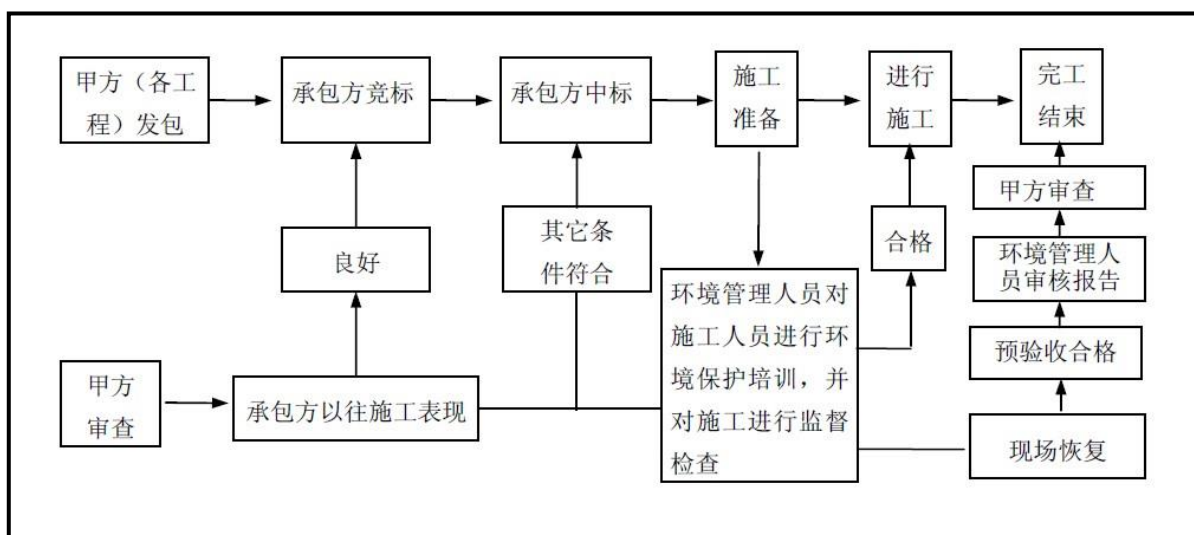 甲方（各工
程）发包
承包方竞标
承包方中标
施工
准备
进行
施工
完工
结束
甲方审查
良好
其它条
件符合
合格
环境管理人
员审核报告
环境管理人员对
施工人员进行环
境保护培训，并
对施工进行监督
检查
预验收合格
甲方
审查
承包方以往施工表现
现场恢复